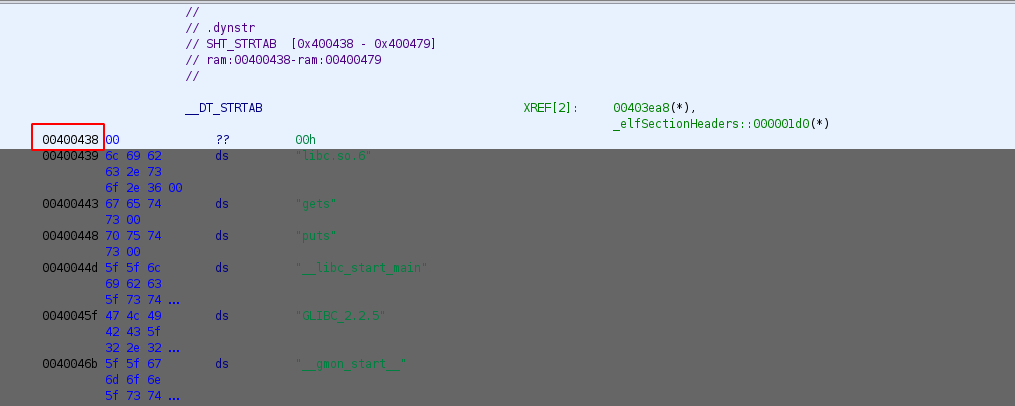 //
// .dynstr
// SHT_STRTAB [0x400438 - 0x400479]
// ram:00400438-ram:00400479
//
__DT_STRTAB XREF[2]: 00403ea8(*),
_elfSectionHeaders::000001d0(*)
00400438 00 ?? 00h
00400439 6c 69 62 ds "libc.so.6"
63 2e 73
6f 2e 36 00
00400443 67 65 74 ds "gets"
73 00
00400448 70 75 74 ds "puts"
73 00
0040044d 5f 5f 6c ds "__libc_start_main"
69 62 63
5f 73 74 ...
0040045f 47 4c 49 ds "GLIBC_2.2.5"
42 43 5f
32 2e 32 ...
0040046b 5f 5f 67 ds "__gmon_start__"
6d 6f 6e
5f 73 74 ...